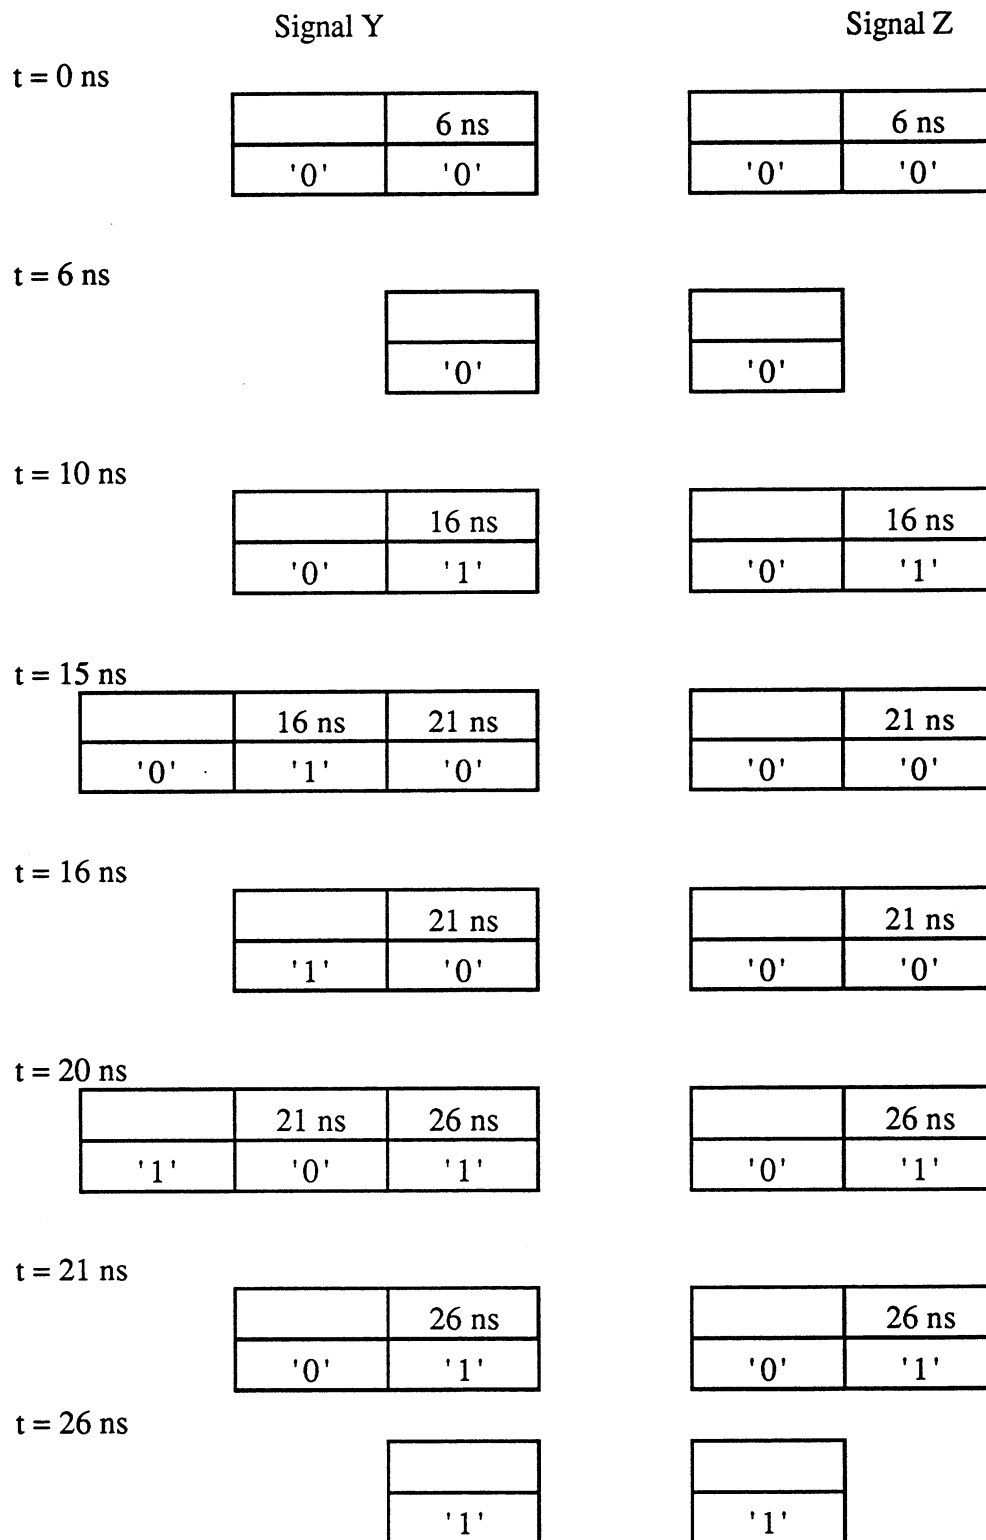 Signal Y Signal Z
t = 0 ns
6 ns 6 ns
'0' '0' '0' '0'
t = 6 ns
'0' '0'
t = 10 ns
16 ns 16 ns
'0' '1' '0' '1'
t = 15 ns
16 ns 21 ns 21 ns
'0' '1' '0' '0' '0'
t = 16 ns
21 ns 21 ns
'1' '0' '0' '0'
t = 20 ns
21 ns 26 ns 26 ns
'1' '0' '1' '0' '1'
t = 21 ns
26 ns 26 ns
'0' '1' '0' '1'
t = 26 ns
'1' '1'